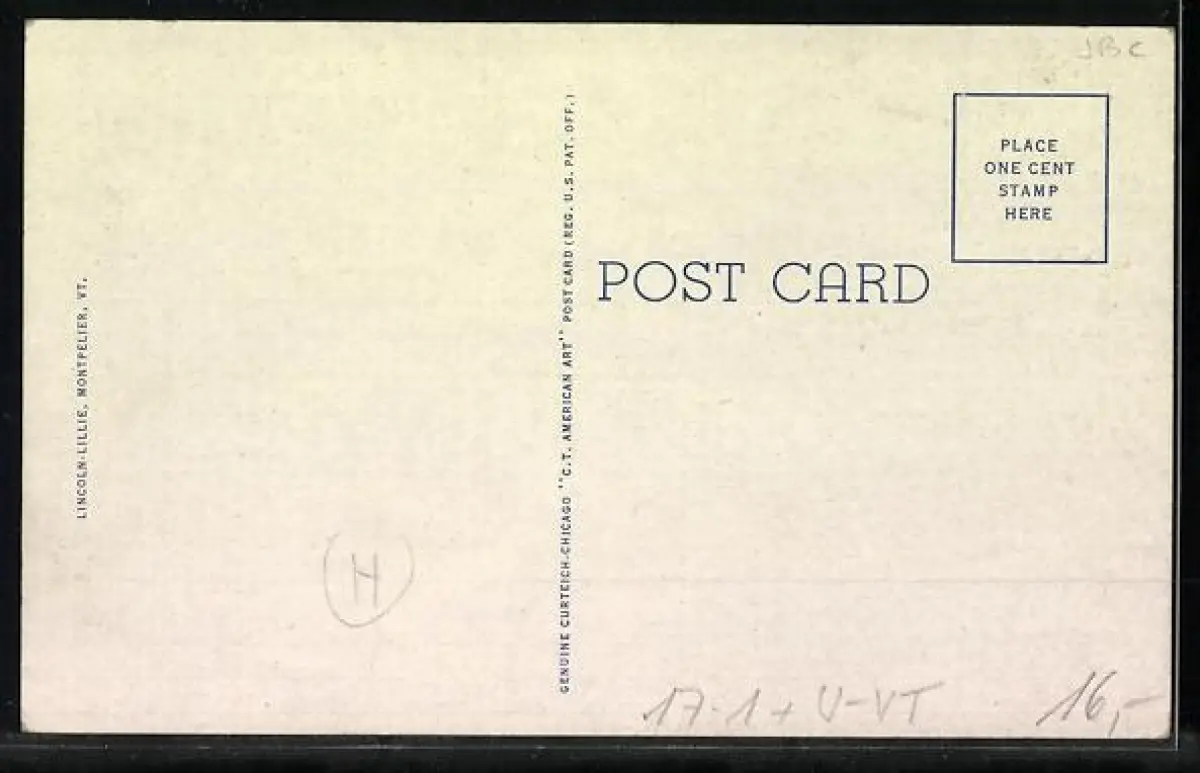 JBC
PLACE
ONE CENT
STAMP
HERE
POST CARD
LINCOLN-LILLIE, MONTPELIER, VT.
GENUINE CURTEICH-CHICAGO "C.T. AMERICAN ART" POST CARD (REG. U.S. PAT. OFF.)
H
17-1+ V-VT
16,-